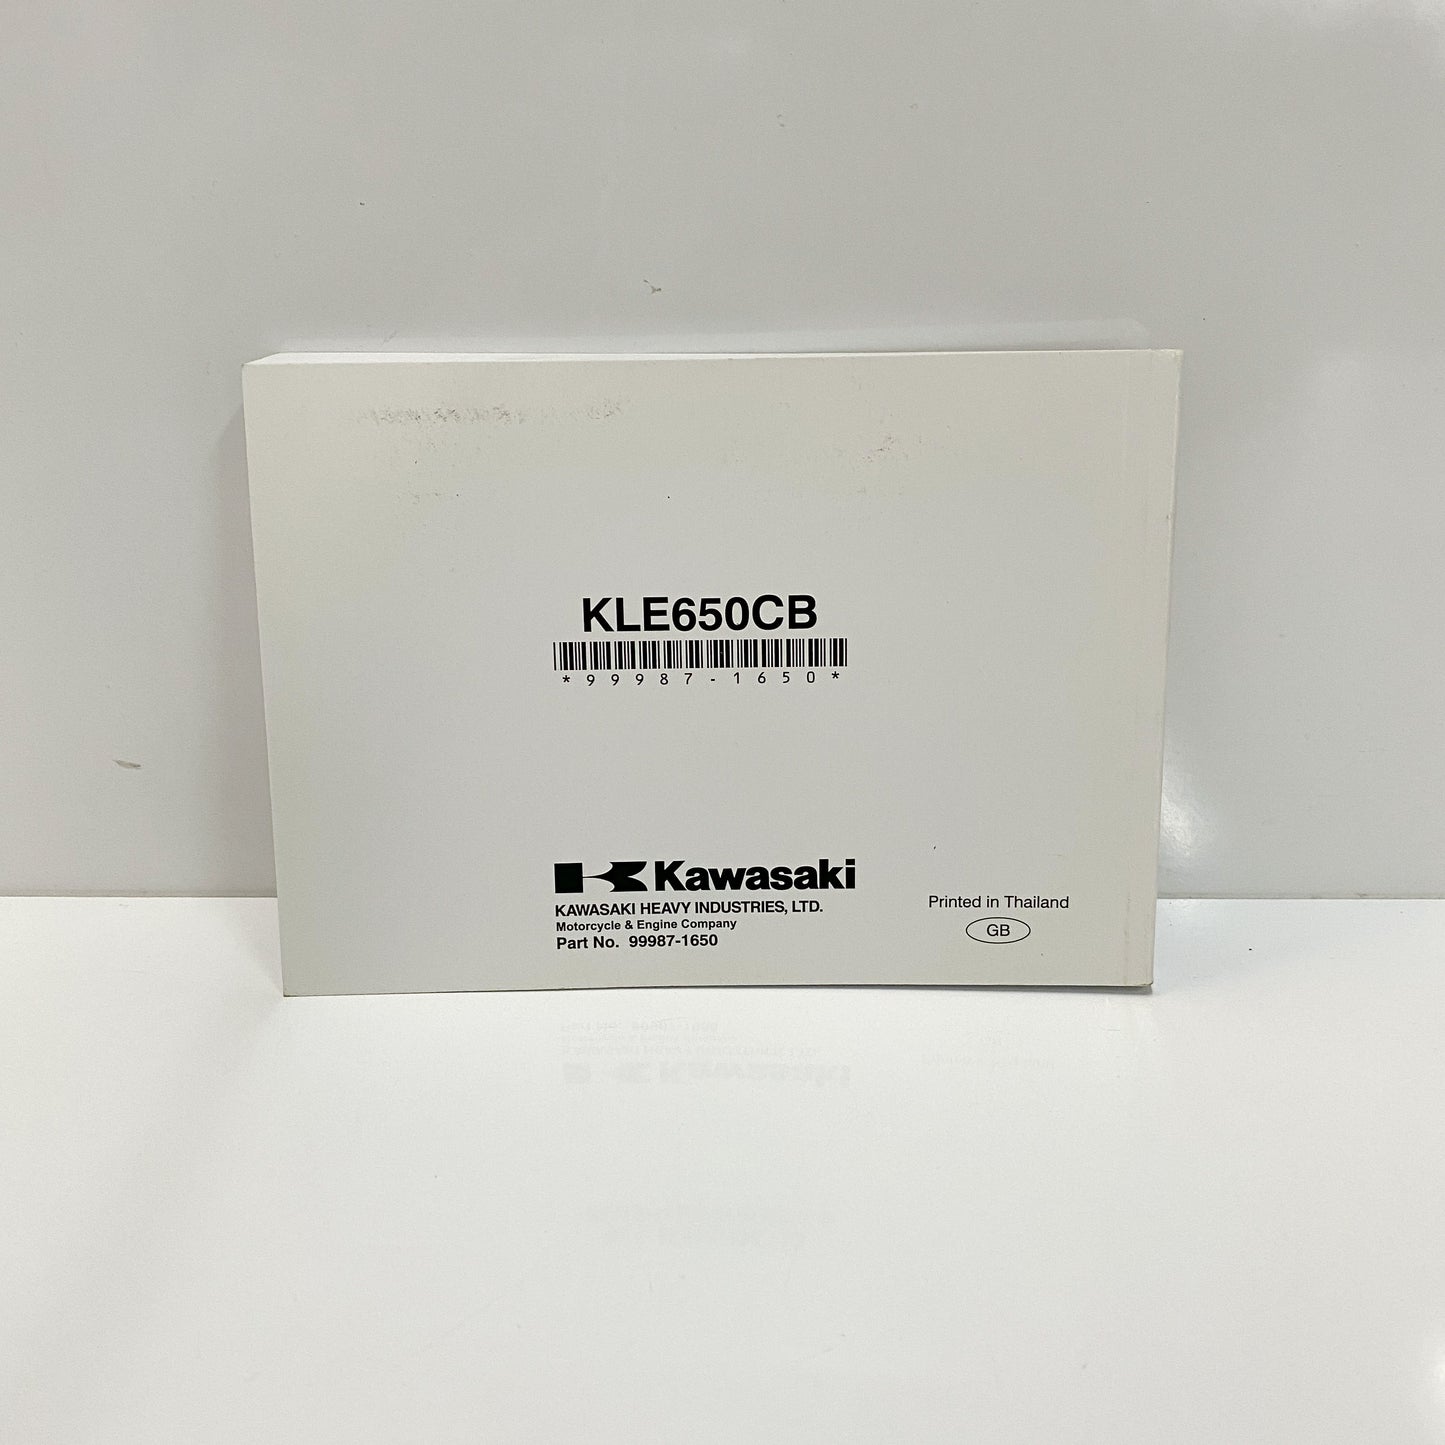 KLE650CB
*99987-1650*
Kawasaki
KAWASAKI HEAVY INDUSTRIES, LTD.
Motorcycle & Engine Company
Part No. 99987-1650
Printed in Thailand
GB